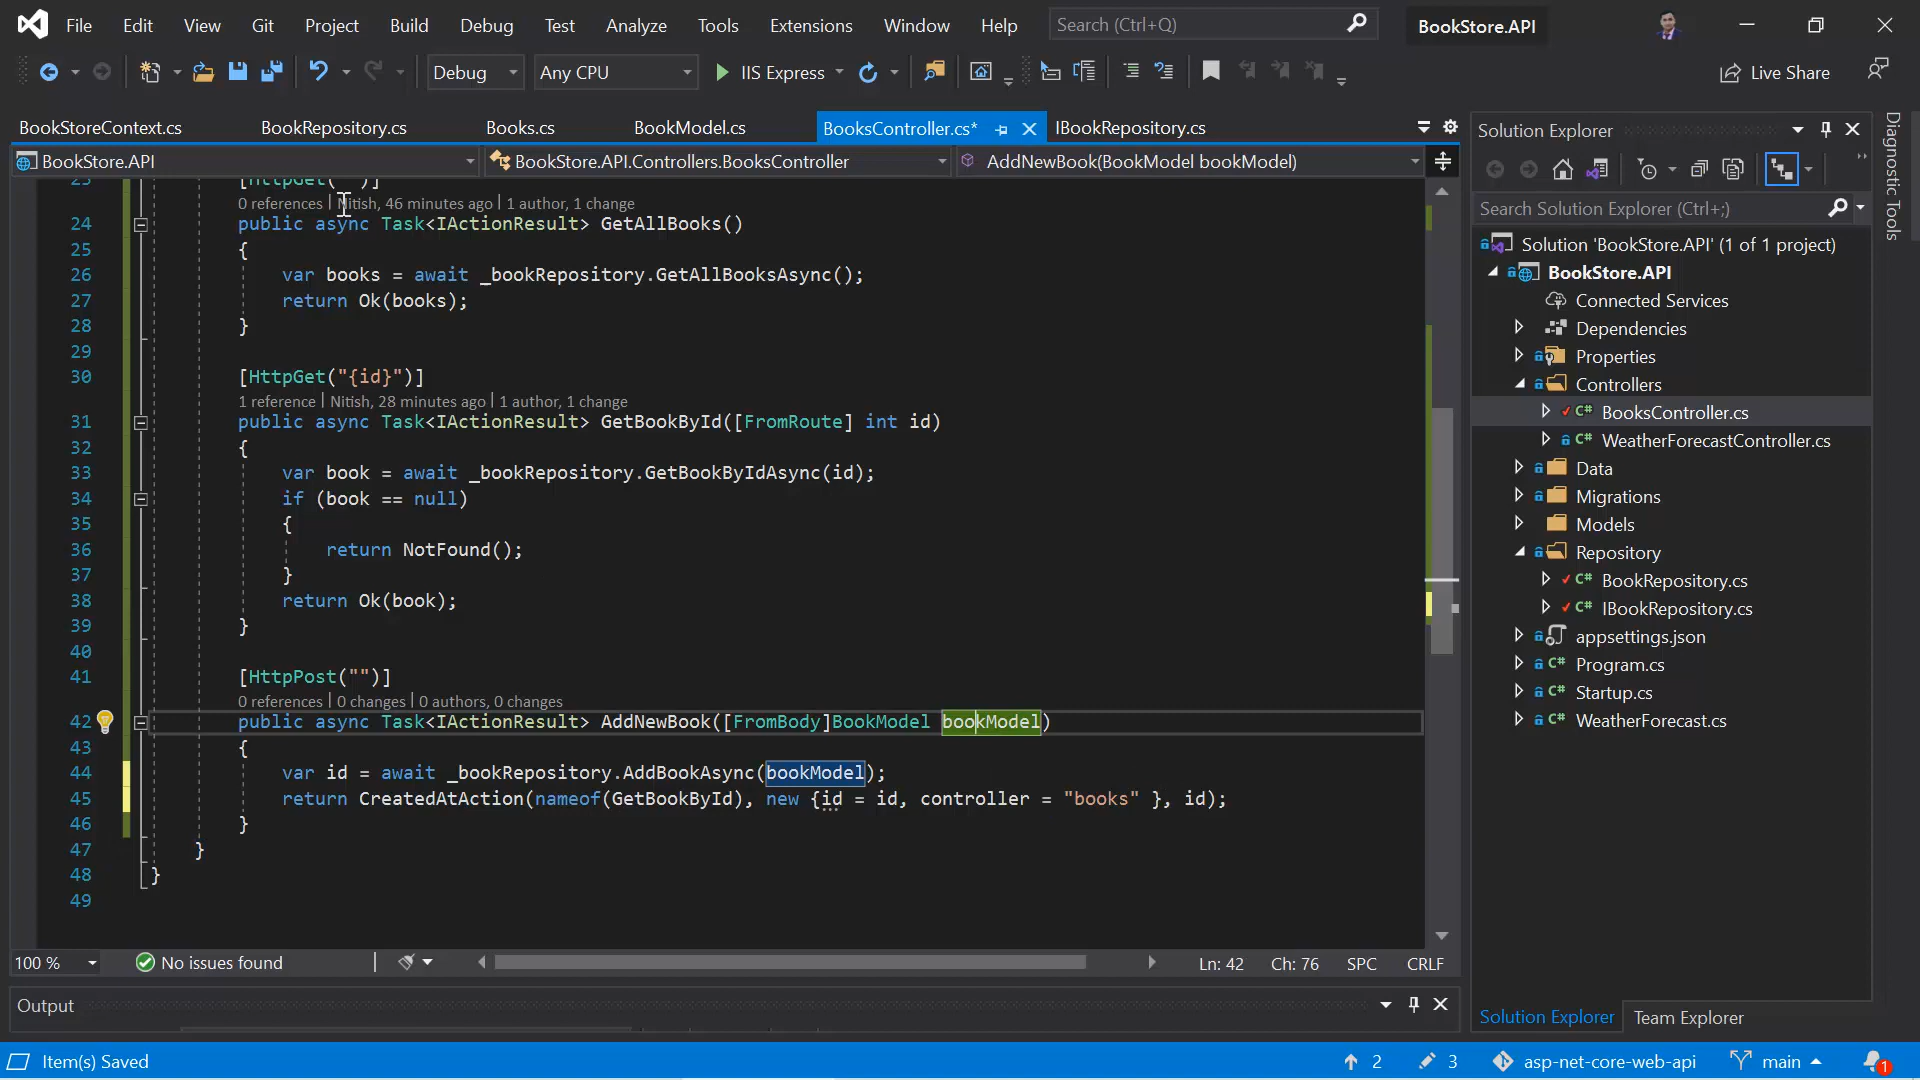 File Edit View Git Project Build Debug Test Analyze Tools Extensions Window Help Search (Ctrl+Q) BookStore.API
Debug Any CPU IIS Express Live Share
BookStoreContext.cs BookRepository.cs Books.cs BookModel.cs BooksController.cs* IBookRepository.cs
BookStore.API BookStore.API.Controllers.BooksController AddNewBook(BookModel bookModel)
23 [HttpGet("")]
0 references | Nitish, 46 minutes ago | 1 author, 1 change
24 public async Task<IActionResult> GetAllBooks()
25 {
26 var books = await _bookRepository.GetAllBooksAsync();
27 return Ok(books);
28 }
29
30 [HttpGet("{id}")]
1 reference | Nitish, 28 minutes ago | 1 author, 1 change
31 public async Task<IActionResult> GetBookById([FromRoute] int id)
32 {
33 var book = await _bookRepository.GetBookByIdAsync(id);
34 if (book == null)
35 {
36 return NotFound();
37 }
38 return Ok(book);
39 }
40
41 [HttpPost("")]
0 references | 0 changes | 0 authors, 0 changes
42 public async Task<IActionResult> AddNewBook([FromBody]BookModel bookModel)
43 {
44 var id = await _bookRepository.AddBookAsync(bookModel);
45 return CreatedAtAction(nameof(GetBookById), new {id = id, controller = "books" }, id);
46 }
47 }
48 }
49
100 % No issues found Ln: 42 Ch: 76 SPC CRLF
Output
Solution Explorer
Search Solution Explorer (Ctrl+;)
Solution 'BookStore.API' (1 of 1 project)
BookStore.API
Connected Services
Dependencies
Properties
Controllers
C# BooksController.cs
C# WeatherForecastController.cs
Data
Migrations
Models
Repository
C# BookRepository.cs
C# IBookRepository.cs
appsettings.json
C# Program.cs
C# Startup.cs
C# WeatherForecast.cs
Solution Explorer Team Explorer
Diagnostic Tools
Item(s) Saved 2 3 asp-net-core-web-api main 1